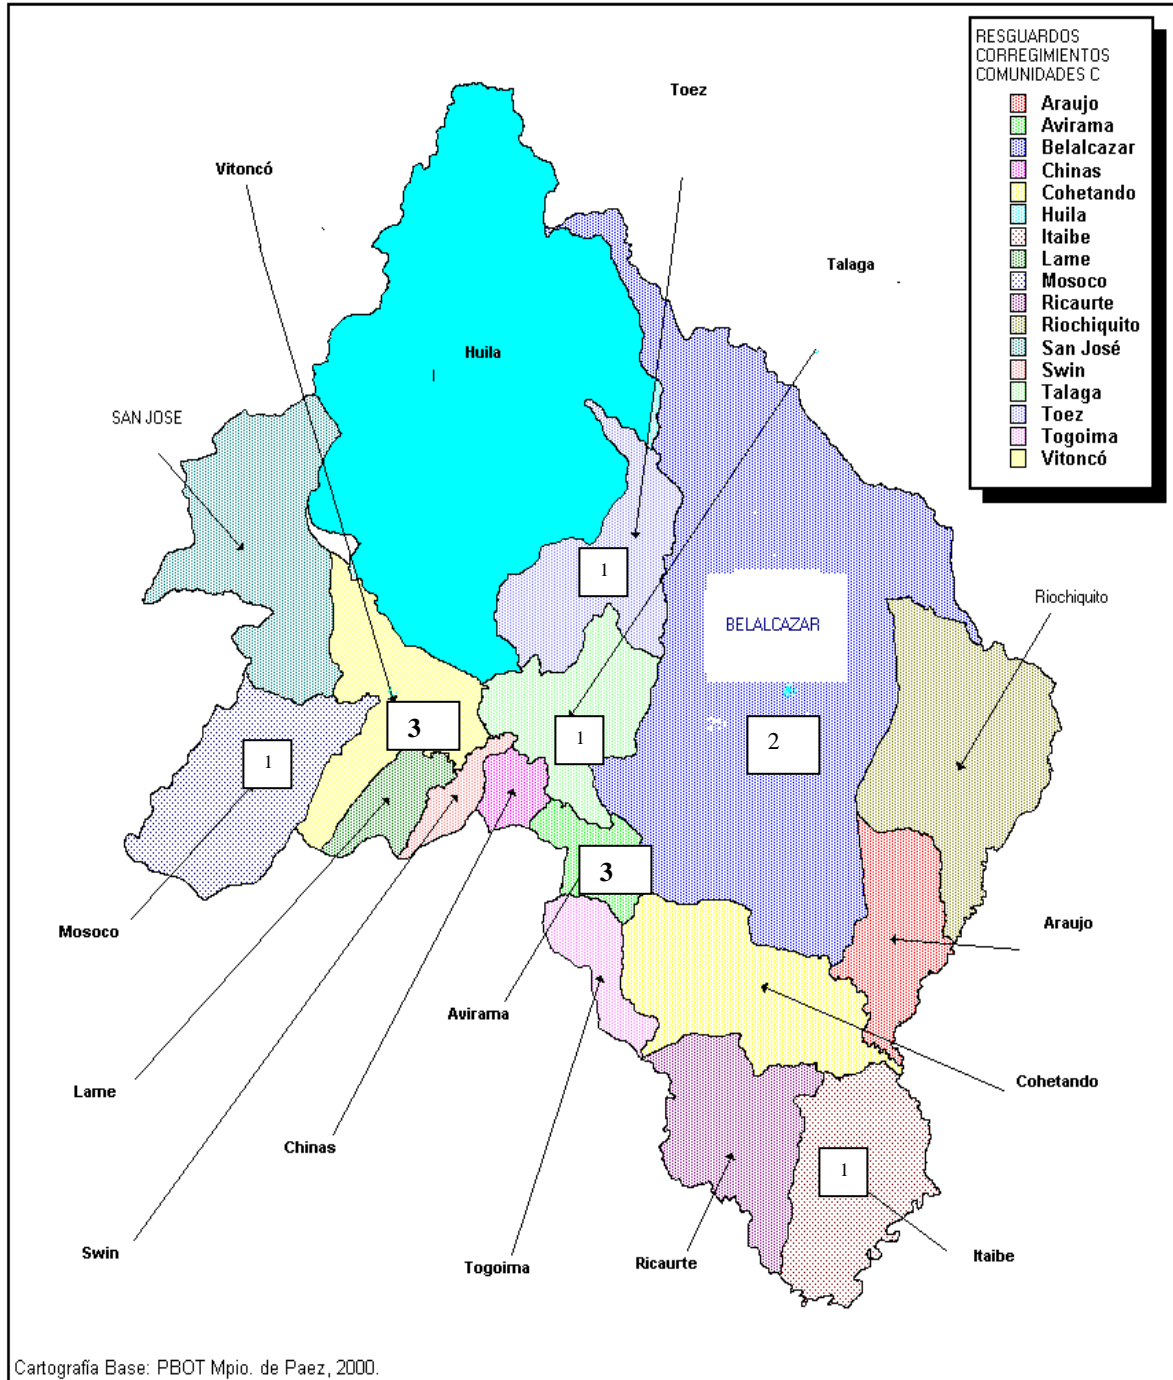 RESGUARDOS
CORREGIMIENTOS
COMUNIDADES C
Araujo
Avirama
Belalcazar
Chinas
Cohetando
Huila
Itaibe
Lame
Mosoco
Ricaurte
Riochiquito
San José
Swin
Talaga
Toez
Togoima
Vitoncó
Toez
Vitoncó
Talaga
Huila
SAN JOSE
1
Riochiquito
BELALCAZAR
3
1
2
1
3
Mosoco
Araujo
Avirama
Lame
Cohetando
Chinas
1
Swin
Togoima
Ricaurte
Itaibe
Cartografía Base: PBOT Mpio. de Paez, 2000.